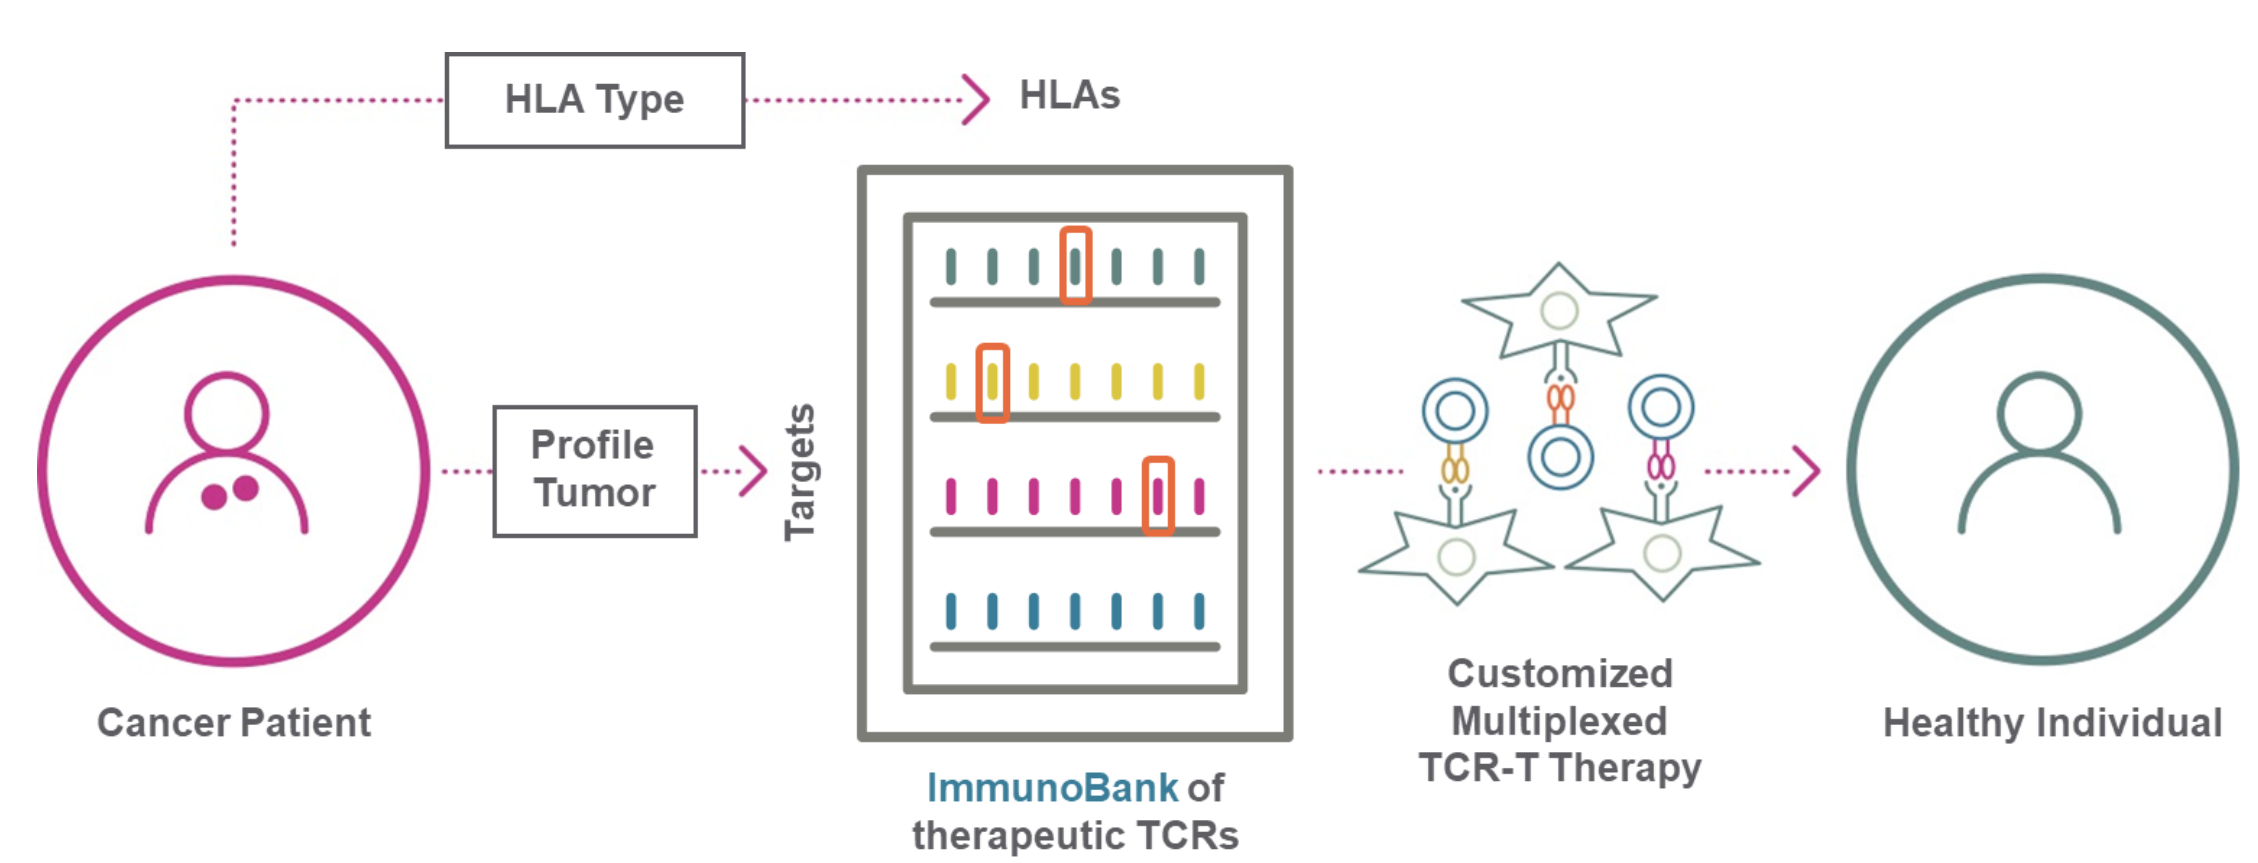 HLA Type
HLAs
Profile
Tumor
Targets
Cancer Patient
ImmunoBank of
therapeutic TCRs
Customized
Multiplexed
TCR-T Therapy
Healthy Individual